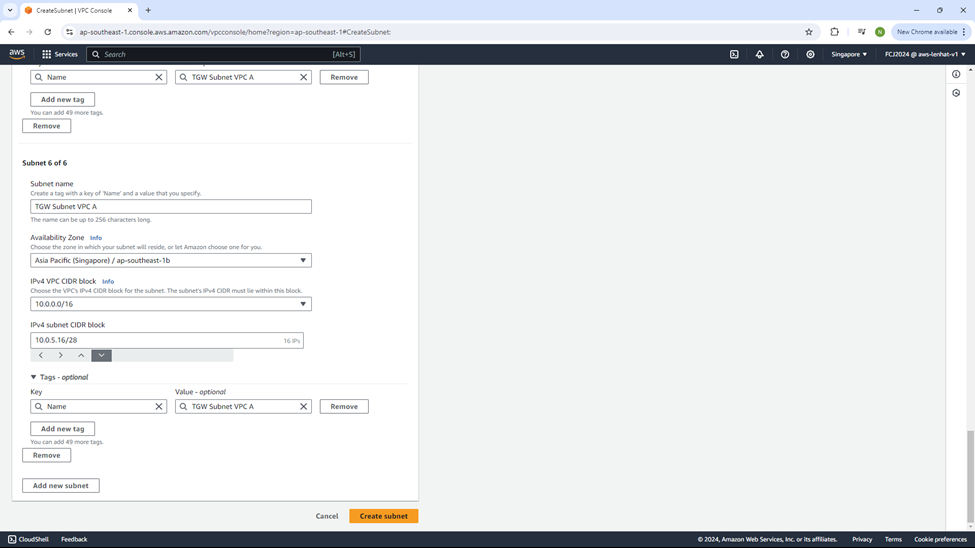 CreateSubnet | VPC Console
ap-southeast-1.console.aws.amazon.com/vpcconsole/home?region=ap-southeast-1#CreateSubnet:
New Chrome available
N
aws
Services
Search
[Alt+S]
Singapore
FCJ2024 @ aws-lenhat-v1
Name
TGW Subnet VPC A
Remove
Add new tag
You can add 49 more tags.
Remove
Subnet 6 of 6
Subnet name
Create a tag with a key of 'Name' and a value that you specify.
TGW Subnet VPC A
The name can be up to 256 characters long.
Availability Zone Info
Choose the zone in which your subnet will reside, or let Amazon choose one for you.
Asia Pacific (Singapore) / ap-southeast-1b
IPv4 VPC CIDR block Info
Choose the VPC's IPv4 CIDR block for the subnet. The subnet's IPv4 CIDR must lie within this block.
10.0.0.0/16
IPv4 subnet CIDR block
10.0.5.16/28
16 IPs
Tags - optional
Key
Value - optional
Name
TGW Subnet VPC A
Remove
Add new tag
You can add 49 more tags.
Remove
Add new subnet
Cancel
Create subnet
CloudShell
Feedback
© 2024, Amazon Web Services, Inc. or its affiliates.
Privacy
Terms
Cookie preferences